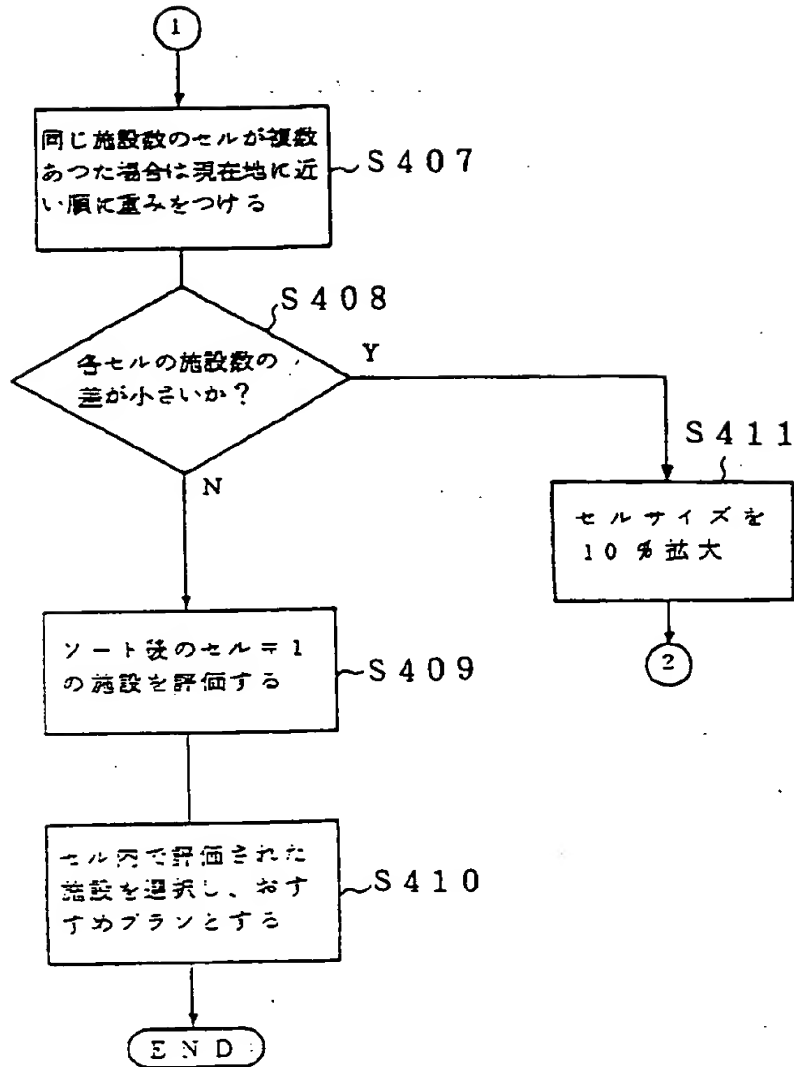 1
同じ施設数のセルが複数
あつた場合は現在地に近
い順に重みをつける
S407
S408
各セルの施設数の
差が小さいか?
Y
N
S411
セルサイズを
10%拡大
2
ソート後のセル=1
の施設を評価する
S409
セル内で評価された
施設を選択し、おす
すめプランとする
S410
END